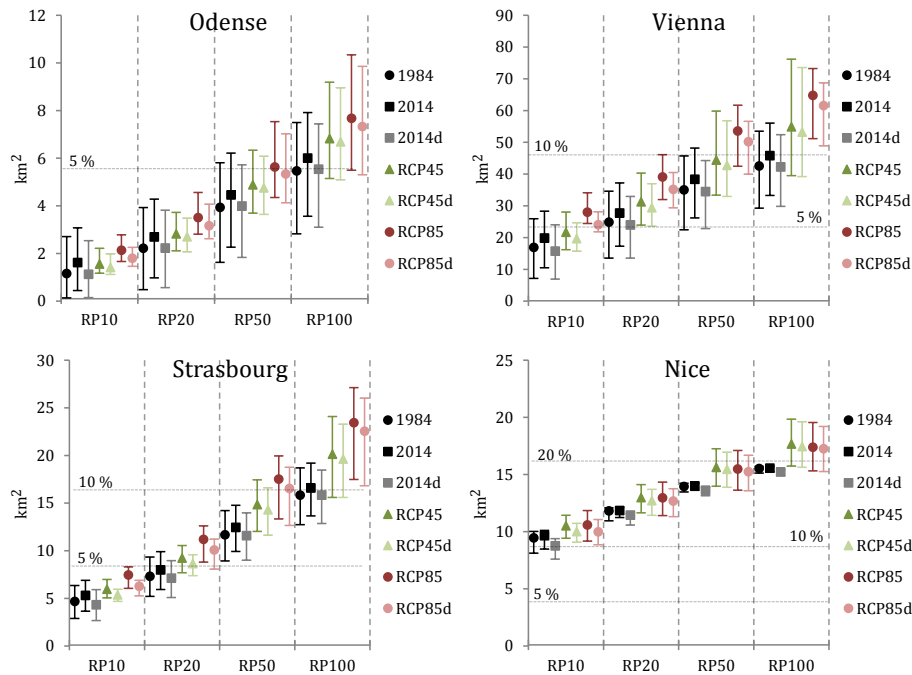 Odense
12
10
8
6
4
2
0
km²
5 %
RP10 RP20 RP50 RP100
1984
2014
2014d
RCP45
RCP45d
RCP85
RCP85d
Vienna
90
80
70
60
50
40
30
20
10
0
km²
10 %
5 %
RP10 RP20 RP50 RP100
1984
2014
2014d
RCP45
RCP45d
RCP85
RCP85d
Strasbourg
30
25
20
15
10
5
0
km²
10 %
5 %
RP10 RP20 RP50 RP100
1984
2014
2014d
RCP45
RCP45d
RCP85
RCP85d
Nice
25
20
15
10
5
0
km²
20 %
10 %
5 %
RP10 RP20 RP50 RP100
1984
2014
2014d
RCP45
RCP45d
RCP85
RCP85d